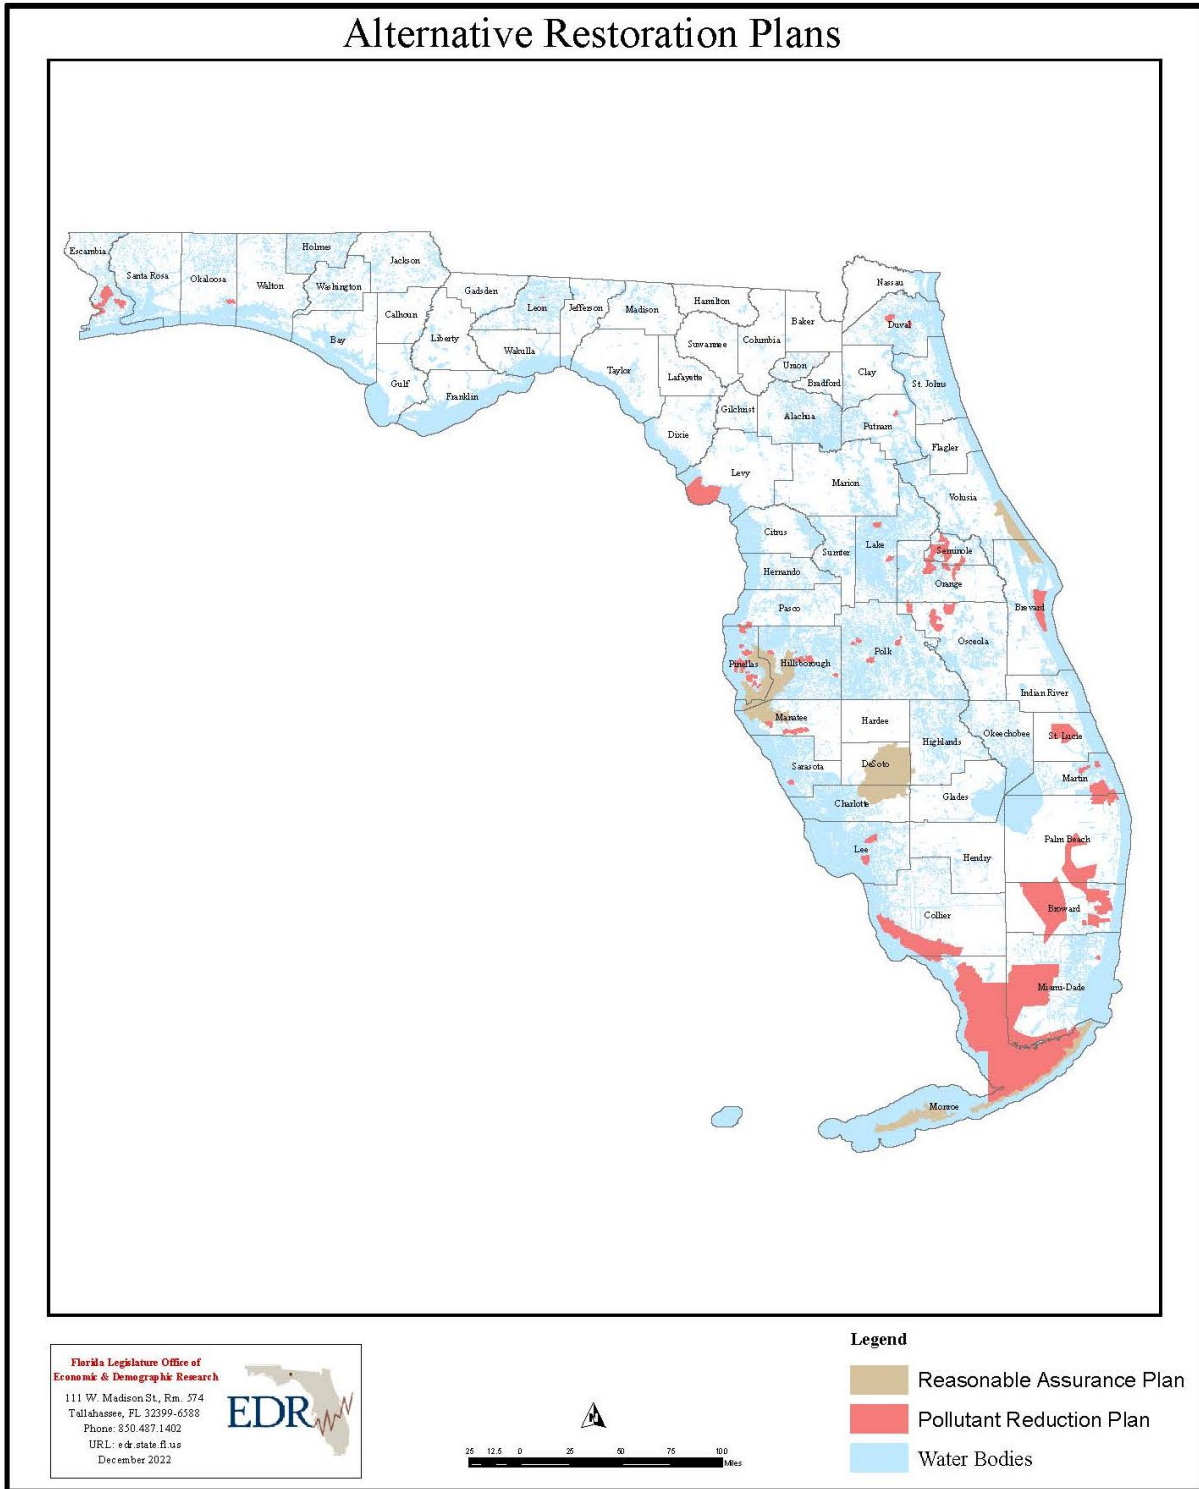 Alternative Restoration Plans
Escambia
Santa Rosa
Okaloosa
Walton
Holmes
Washington
Jackson
Bay
Calhoun
Gulf
Liberty
Gadsden
Franklin
Leon
Wakulla
Jefferson
Madison
Taylor
Hamilton
Suwannee
Lafayette
Columbia
Baker
Nassau
Duval
Union
Bradford
Clay
St. Johns
Gilchrist
Alachua
Putnam
Dixie
Flagler
Levy
Marion
Volusia
Citrus
Sumter
Lake
Seminole
Hernando
Orange
Pasco
Brevard
Osceola
Pinellas
Hillsborough
Polk
Indian River
Manatee
Hardee
Highlands
Okeechobee
St. Lucie
Sarasota
DeSoto
Martin
Charlotte
Glades
Lee
Hendry
Palm Beach
Collier
Broward
Miami-Dade
Monroe
Florida Legislature Office of
Economic & Demographic Research
111 W. Madison St., Rm. 574
Tallahassee, FL 32399-6588
Phone: 850.487.1402
URL: edr.state.fl.us
December 2022
EDR
N
25 12.5 0 25 50 75 100
Miles
Legend
Reasonable Assurance Plan
Pollutant Reduction Plan
Water Bodies